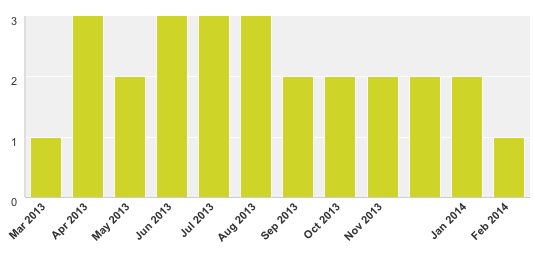 3
2
1
0
Mar 2013
Apr 2013
May 2013
Jun 2013
Jul 2013
Aug 2013
Sep 2013
Oct 2013
Nov 2013
Jan 2014
Feb 2014